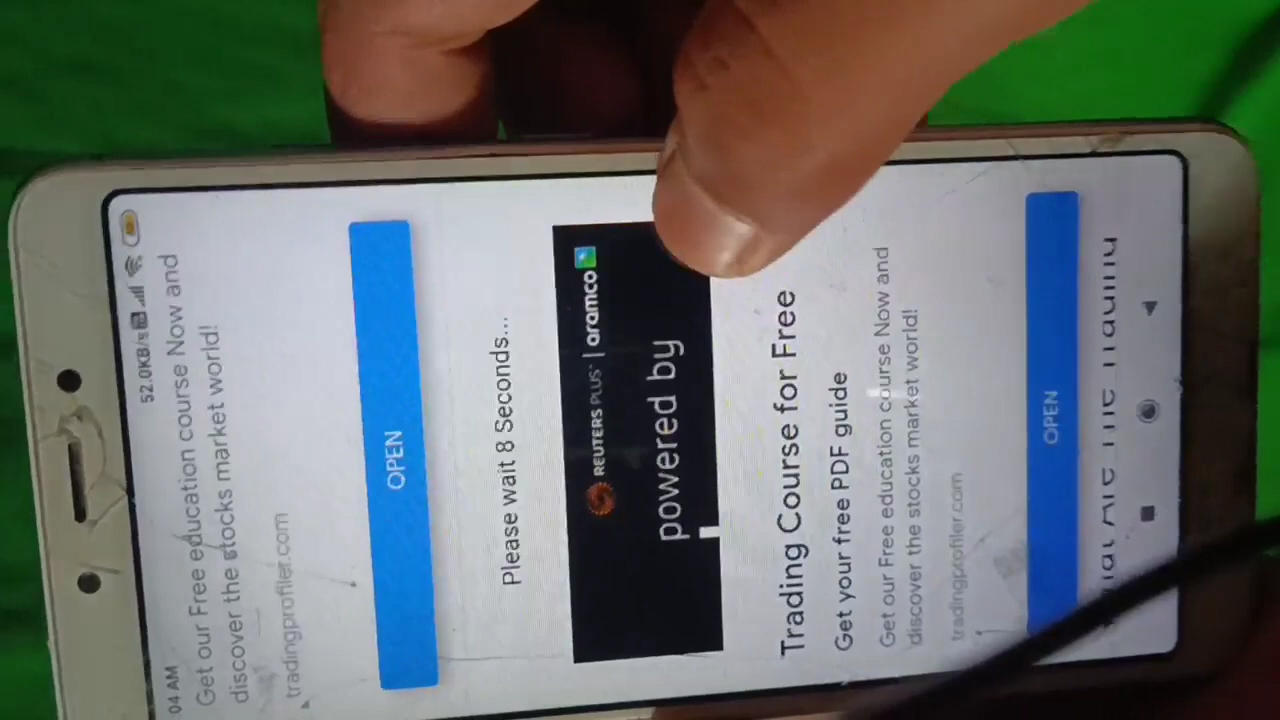 04 AM
52.0KB/s
Get our Free education course Now and
discover the stocks market world!
tradingprofiler.com
OPEN
Please wait 8 Seconds...
REUTERS PLUS | aramco
powered by
Trading Course for Free
Get your free PDF guide
Get our Free education course Now and
discover the stocks market world!
tradingprofiler.com
OPEN